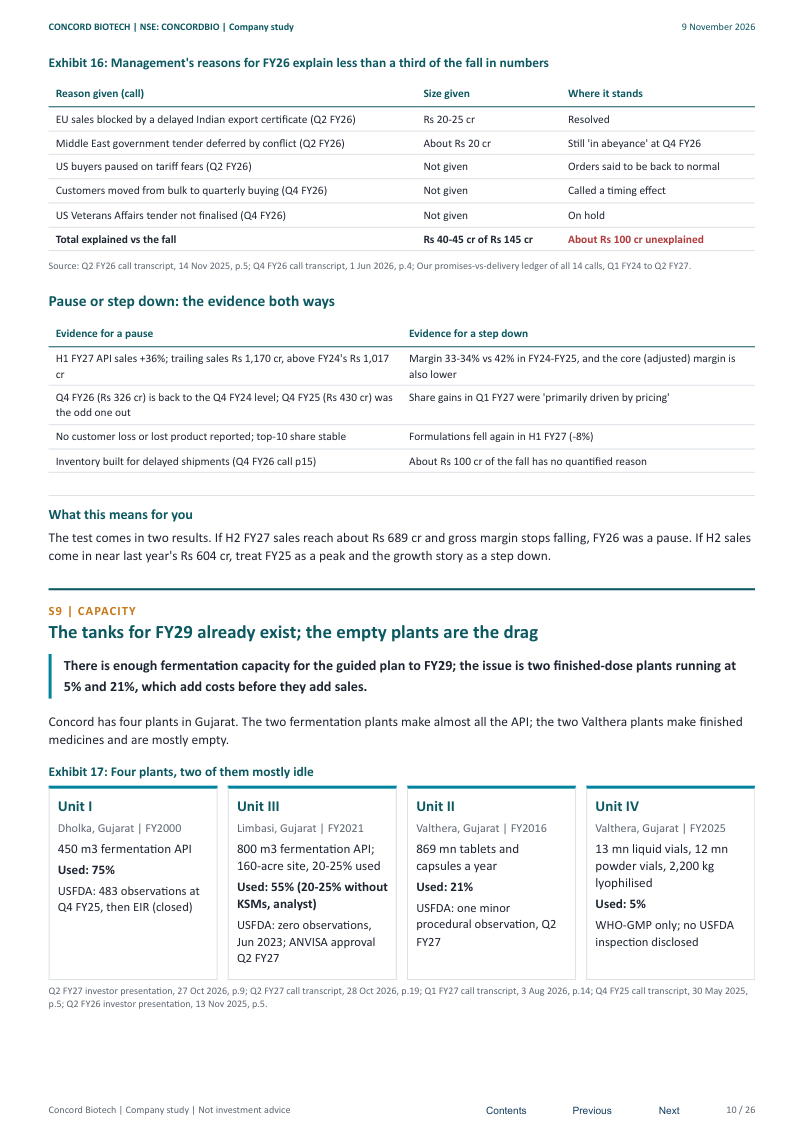 CONCORD BIOTECH | NSE: CONCORDBIO | Company study
9 November 2026
Exhibit 16: Management's reasons for FY26 explain less than a third of the fall in numbers
Reason given (call) Size given Where it stands
EU sales blocked by a delayed Indian export certificate (Q2 FY26) Rs 20-25 cr Resolved
Middle East government tender deferred by conflict (Q2 FY26) About Rs 20 cr Still 'in abeyance' at Q4 FY26
US buyers paused on tariff fears (Q2 FY26) Not given Orders said to be back to normal
Customers moved from bulk to quarterly buying (Q4 FY26) Not given Called a timing effect
US Veterans Affairs tender not finalised (Q4 FY26) Not given On hold
Total explained vs the fall Rs 40-45 cr of Rs 145 cr About Rs 100 cr unexplained
Source: Q2 FY26 call transcript, 14 Nov 2025, p.5; Q4 FY26 call transcript, 1 Jun 2026, p.4; Our promises-vs-delivery ledger of all 14 calls, Q1 FY24 to Q2 FY27.
Pause or step down: the evidence both ways
Evidence for a pause Evidence for a step down
H1 FY27 API sales +36%; trailing sales Rs 1,170 cr, above FY24's Rs 1,017
cr
Margin 33-34% vs 42% in FY24-FY25, and the core (adjusted) margin is
also lower
Q4 FY26 (Rs 326 cr) is back to the Q4 FY24 level; Q4 FY25 (Rs 430 cr) was
the odd one out
Share gains in Q1 FY27 were 'primarily driven by pricing'
No customer loss or lost product reported; top-10 share stable Formulations fell again in H1 FY27 (-8%)
Inventory built for delayed shipments (Q4 FY26 call p15) About Rs 100 cr of the fall has no quantified reason
What this means for you
The test comes in two results. If H2 FY27 sales reach about Rs 689 cr and gross margin stops falling, FY26 was a pause. If H2 sales
come in near last year's Rs 604 cr, treat FY25 as a peak and the growth story as a step down.
S9 | CAPACITY
The tanks for FY29 already exist; the empty plants are the drag
There is enough fermentation capacity for the guided plan to FY29; the issue is two finished-dose plants running at
5% and 21%, which add costs before they add sales.
Concord has four plants in Gujarat. The two fermentation plants make almost all the API; the two Valthera plants make finished
medicines and are mostly empty.
Exhibit 17: Four plants, two of them mostly idle
Unit I
Dholka, Gujarat | FY2000
450 m3 fermentation API
Used: 75%
USFDA: 483 observations at
Q4 FY25, then EIR (closed)
Unit III
Limbasi, Gujarat | FY2021
800 m3 fermentation API;
160-acre site, 20-25% used
Used: 55% (20-25% without
KSMs, analyst)
USFDA: zero observations,
Jun 2023; ANVISA approval
Q2 FY27
Unit II
Valthera, Gujarat | FY2016
869 mn tablets and
capsules a year
Used: 21%
USFDA: one minor
procedural observation, Q2
FY27
Unit IV
Valthera, Gujarat | FY2025
13 mn liquid vials, 12 mn
powder vials, 2,200 kg
lyophilised
Used: 5%
WHO-GMP only; no USFDA
inspection disclosed
Q2 FY27 investor presentation, 27 Oct 2026, p.9; Q2 FY27 call transcript, 28 Oct 2026, p.19; Q1 FY27 call transcript, 3 Aug 2026, p.14; Q4 FY25 call transcript, 30 May 2025,
p.5; Q2 FY26 investor presentation, 13 Nov 2025, p.5.
Concord Biotech | Company study | Not investment advice
Contents Previous Next 10 / 26